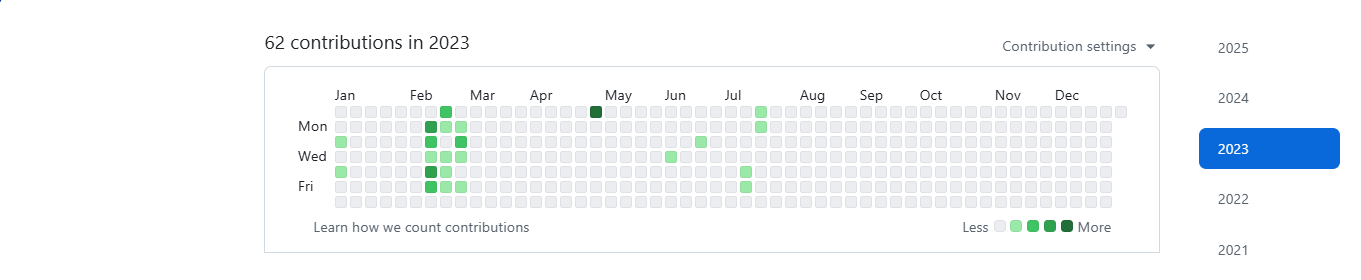 62 contributions in 2023
Contribution settings
Jan Feb Mar Apr May Jun Jul Aug Sep Oct Nov Dec
Mon
Wed
Fri
Learn how we count contributions
Less More
2025
2024
2023
2022
2021